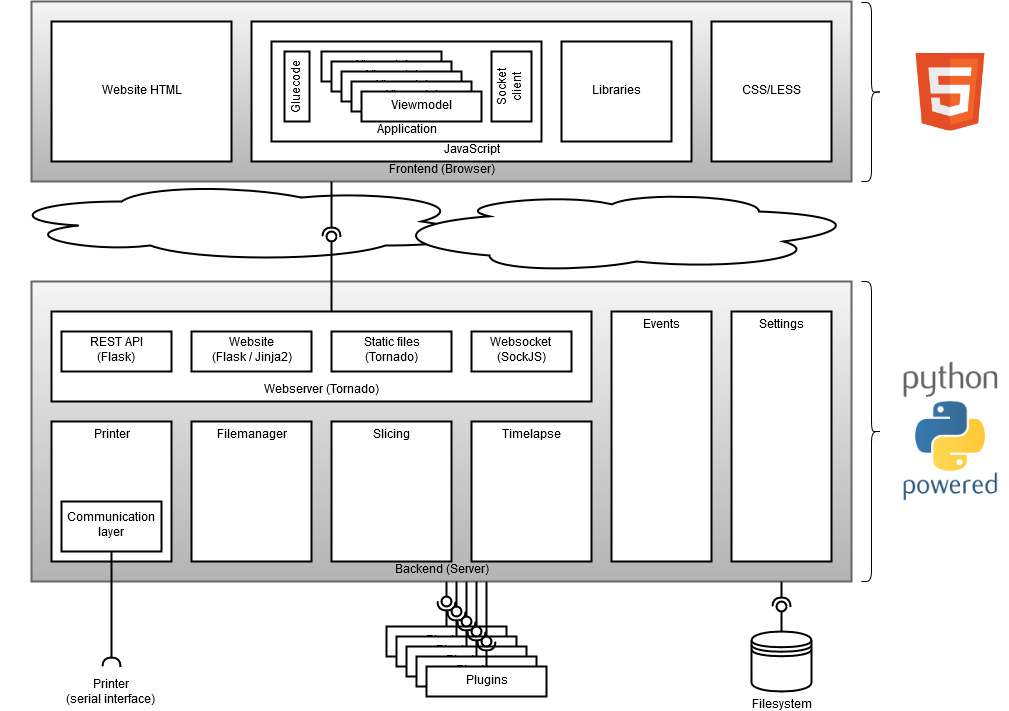 Website HTML
Gluecode
Viewmodel
Socket
client
Application
JavaScript
Libraries
CSS/LESS
Frontend (Browser)
REST API
(Flask)
Website
(Flask / Jinja2)
Static files
(Tornado)
Websocket
(SockJS)
Webserver (Tornado)
Events
Settings
Printer
Communication
layer
Filemanager
Slicing
Timelapse
Backend (Server)
python
powered
Printer
(serial interface)
Plugins
Filesystem